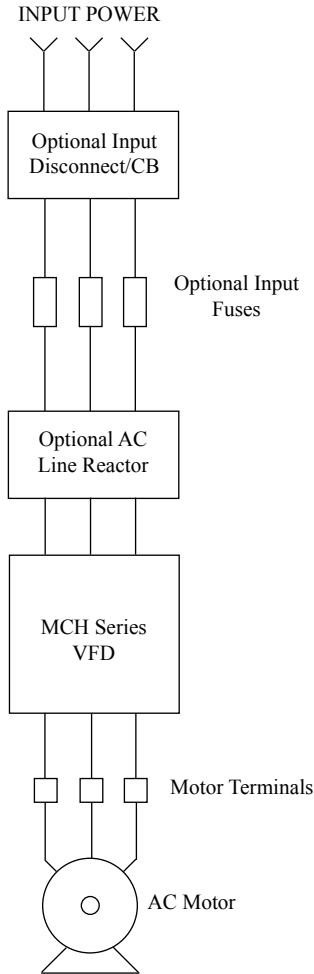 INPUT POWER
Optional Input
Disconnect/CB
Optional Input
Fuses
Optional AC
Line Reactor
MCH Series
VFD
Motor Terminals
AC Motor